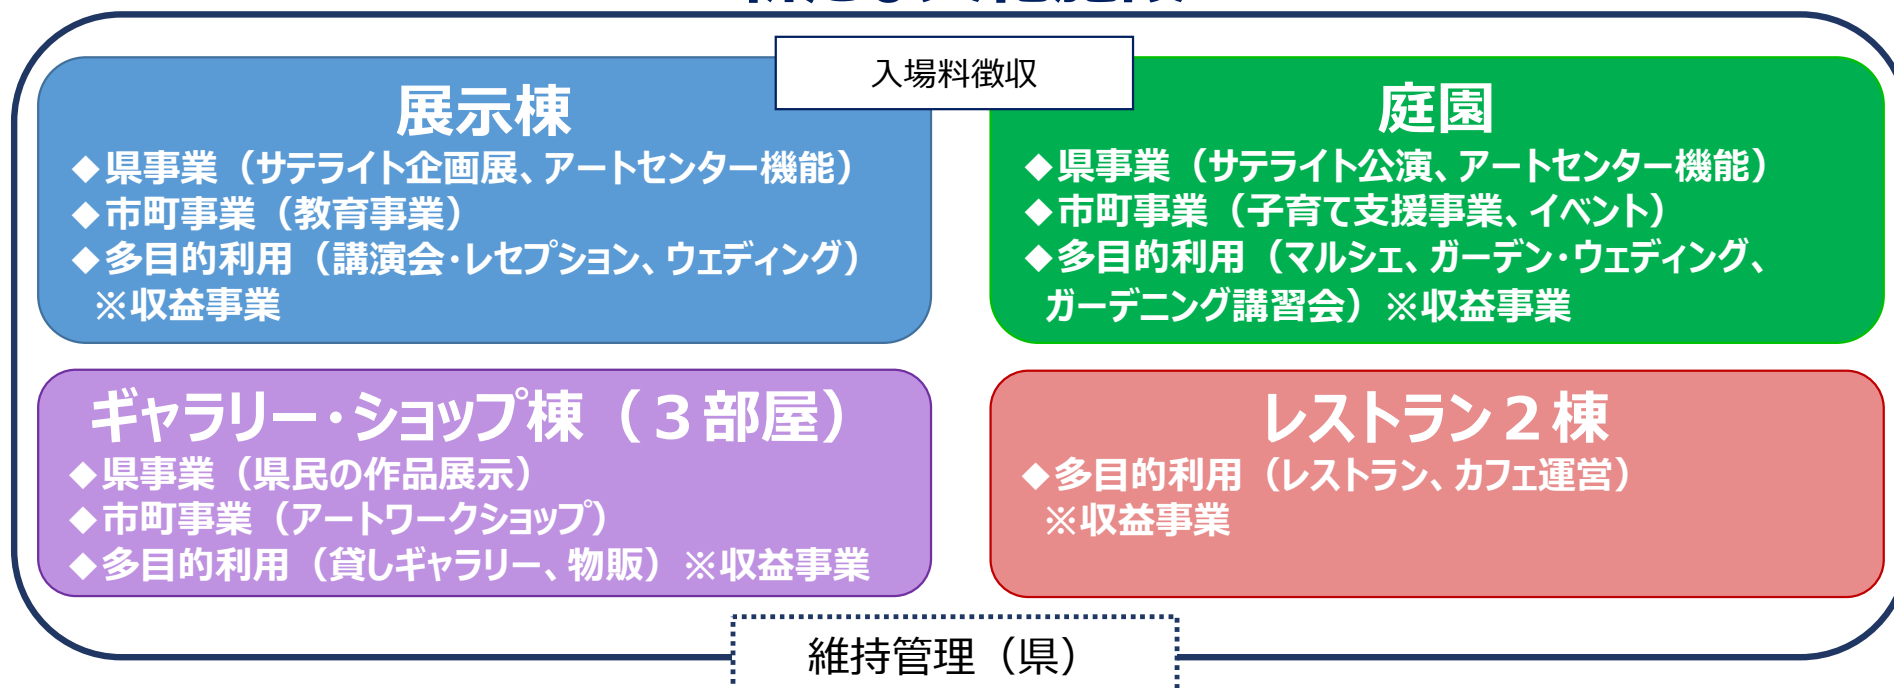 入場料徴収
展示棟
◆県事業（サテライト企画展、アートセンター機能）
◆市町事業（教育事業）
◆多目的利用（講演会・レセプション、ウェディング）
※収益事業
庭園
◆県事業（サテライト公演、アートセンター機能）
◆市町事業（子育て支援事業、イベント）
◆多目的利用（マルシェ、ガーデン・ウェディング、
ガーデニング講習会）※収益事業
ギャラリー・ショップ棟（３部屋）
◆県事業（県民の作品展示）
◆市町事業（アートワークショップ）
◆多目的利用（貸しギャラリー、物販）※収益事業
レストラン２棟
◆多目的利用（レストラン、カフェ運営）
※収益事業
維持管理（県）